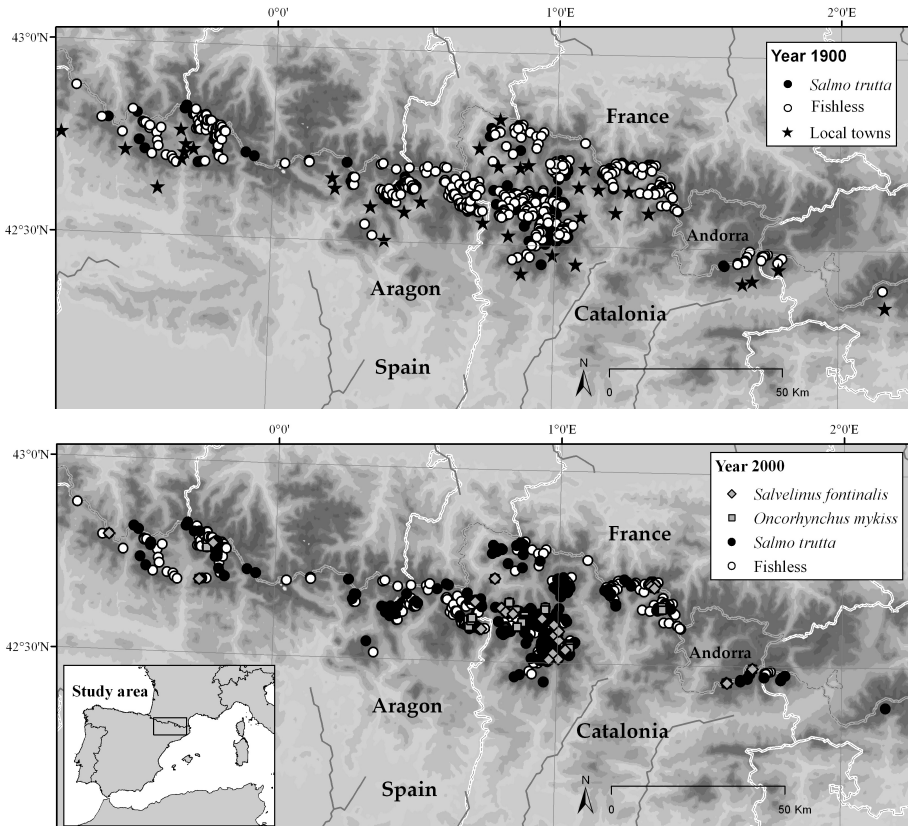 0°0'
1°0'E
2°0'E
43°0'N
Year 1900
Salmo trutta
Fishless
Local towns
France
42°30'N
Andorra
Aragon
Catalonia
Spain
N
0
50 Km
0°0'
1°0'E
2°0'E
43°0'N
Year 2000
Salvelinus fontinalis
Oncorhynchus mykiss
Salmo trutta
Fishless
France
42°30'N
Andorra
Study area
Aragon
Catalonia
Spain
N
0
50 Km